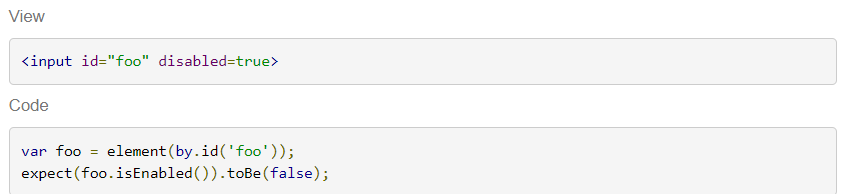 View
<input id="foo" disabled=true>
Code
var foo = element(by.id('foo'));
expect(foo.isEnabled()).toBe(false);